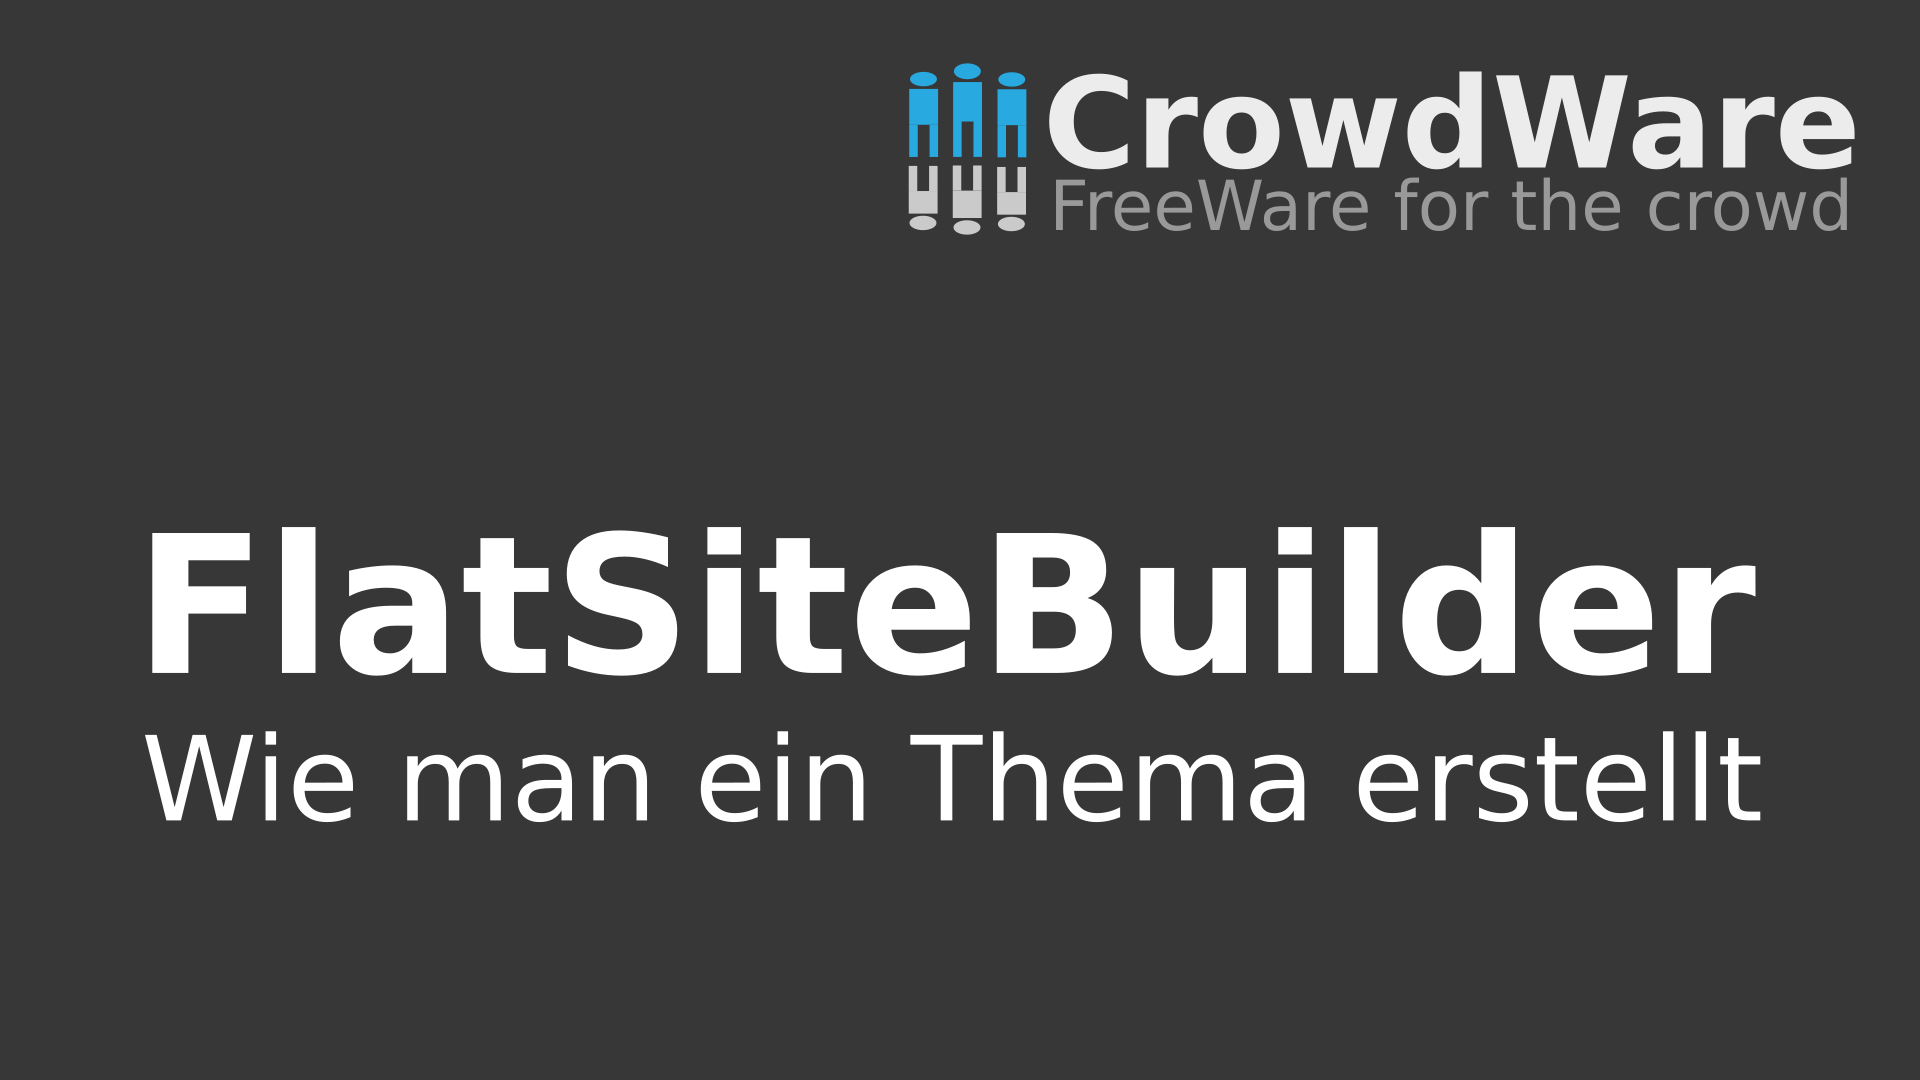 CrowdWare
FreeWare for the crowd
FlatSiteBuilder
Wie man ein Thema erstellt